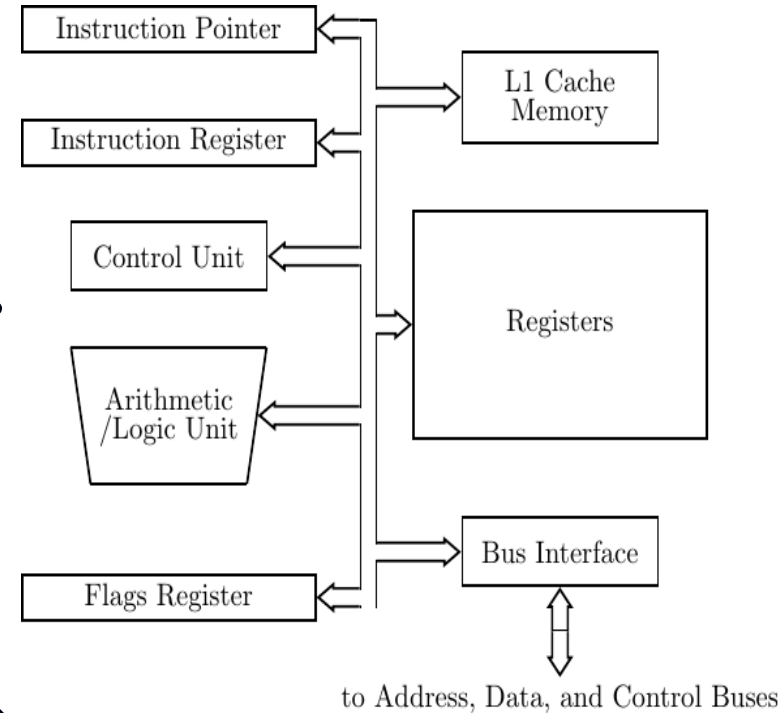 Instruction Pointer
L1 Cache
Memory
Instruction Register
Control Unit
Registers
Arithmetic
/Logic Unit
Bus Interface
Flags Register
to Address, Data, and Control Buses